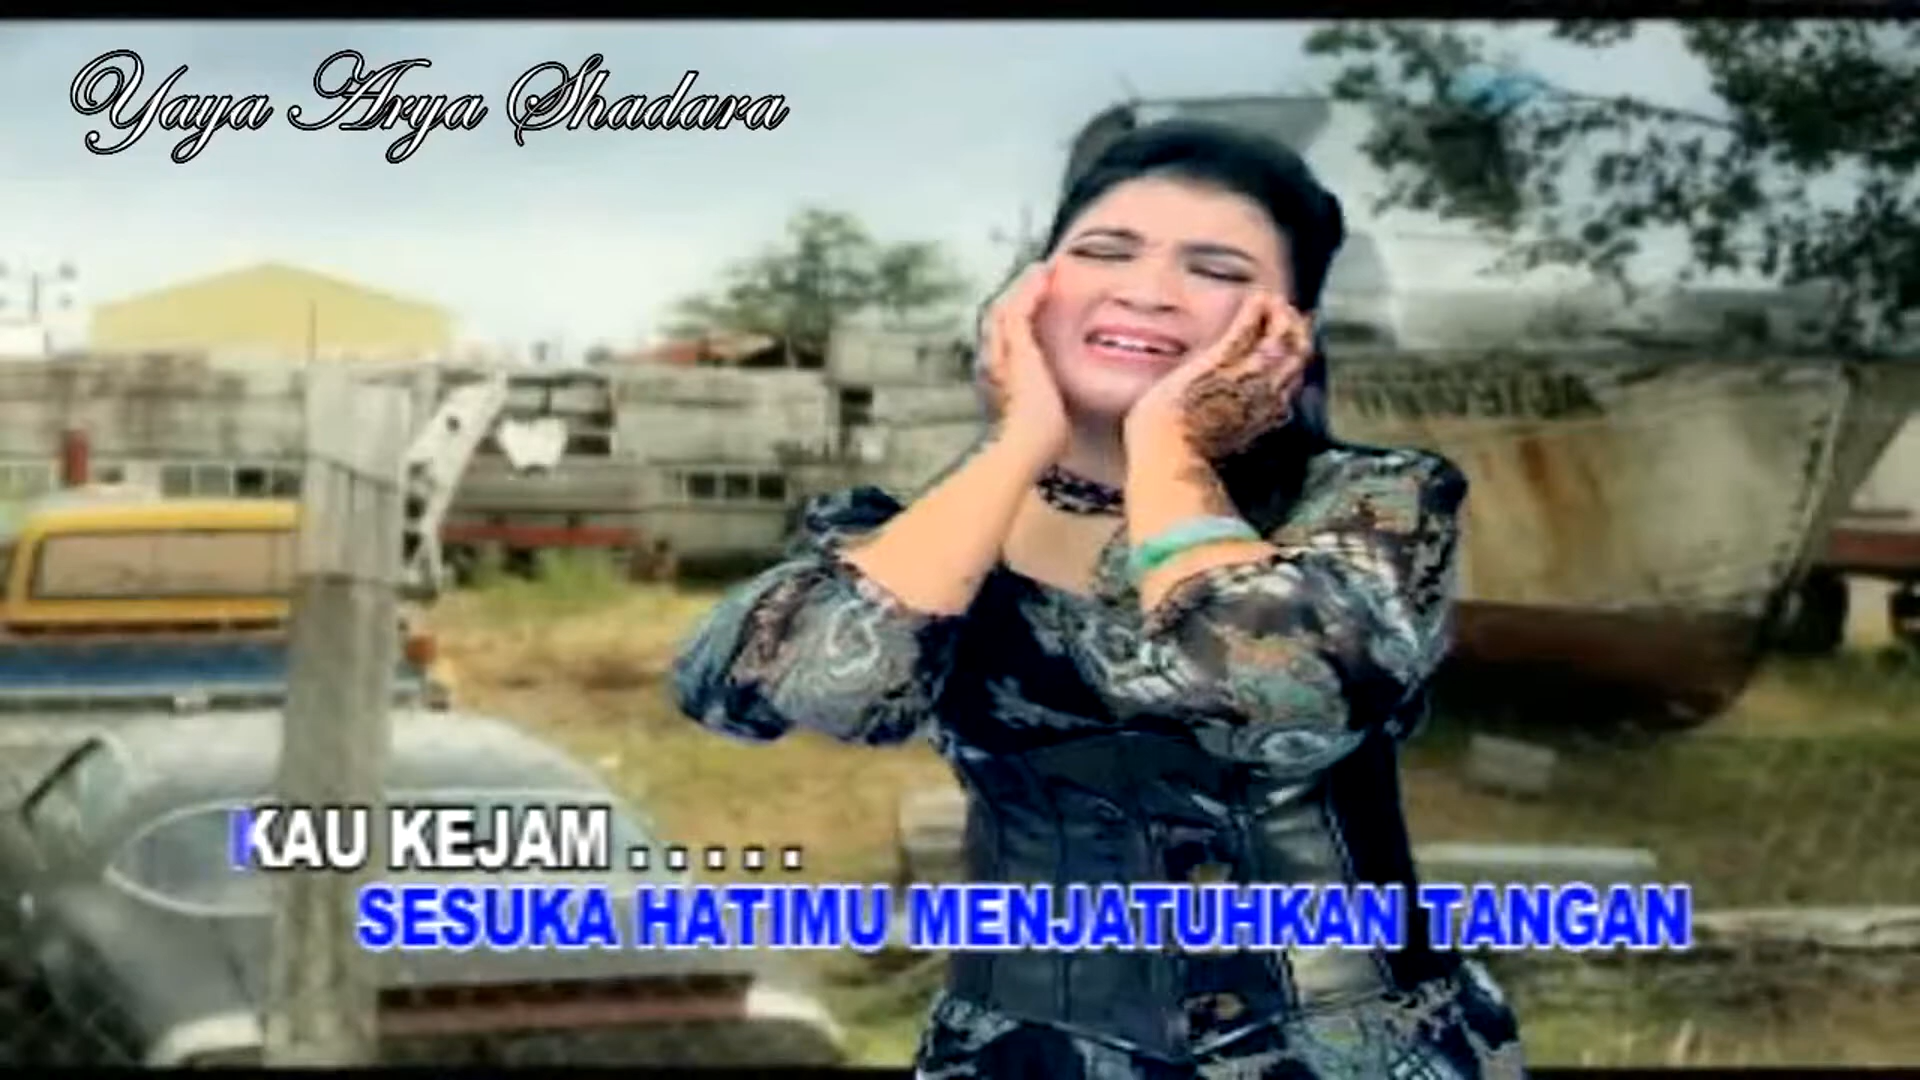 Yaya Arya Shadara
KAU KEJAM . . . . .
SESUKA HATIMU MENJATUHKAN TANGAN